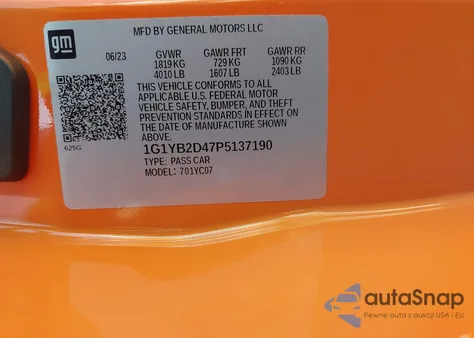 gm
MFD BY GENERAL MOTORS LLC
06/23 GVWR GAWR FRT GAWR RR
1819 KG 729 KG 1090 KG
4010 LB 1607 LB 2403 LB
THIS VEHICLE CONFORMS TO ALL
APPLICABLE U.S. FEDERAL MOTOR
VEHICLE SAFETY, BUMPER, AND THEFT
PREVENTION STANDARDS IN EFFECT ON
THE DATE OF MANUFACTURE SHOWN
ABOVE.
625G
1G1YB2D47P5137190
TYPE: PASS CAR
MODEL: 701YC07
autaSnap
Pewne auta z aukcji USA i EU